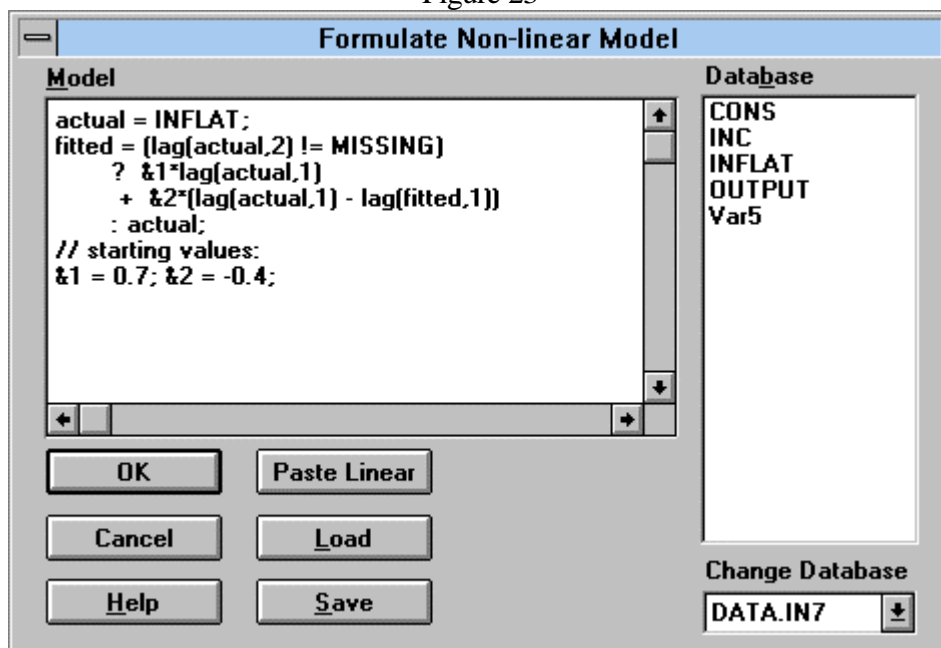 Figure 23
Formulate Non-linear Model
Model
actual = INFLAT;
fitted = (lag(actual,2) != MISSING)
? &1*lag(actual,1)
+ &2*(lag(actual,1) - lag(fitted,1))
: actual;
// starting values:
&1 = 0.7; &2 = -0.4;
OK
Paste Linear
Cancel
Load
Help
Save
Database
CONS
INC
INFLAT
OUTPUT
Var5
Change Database
DATA.IN7